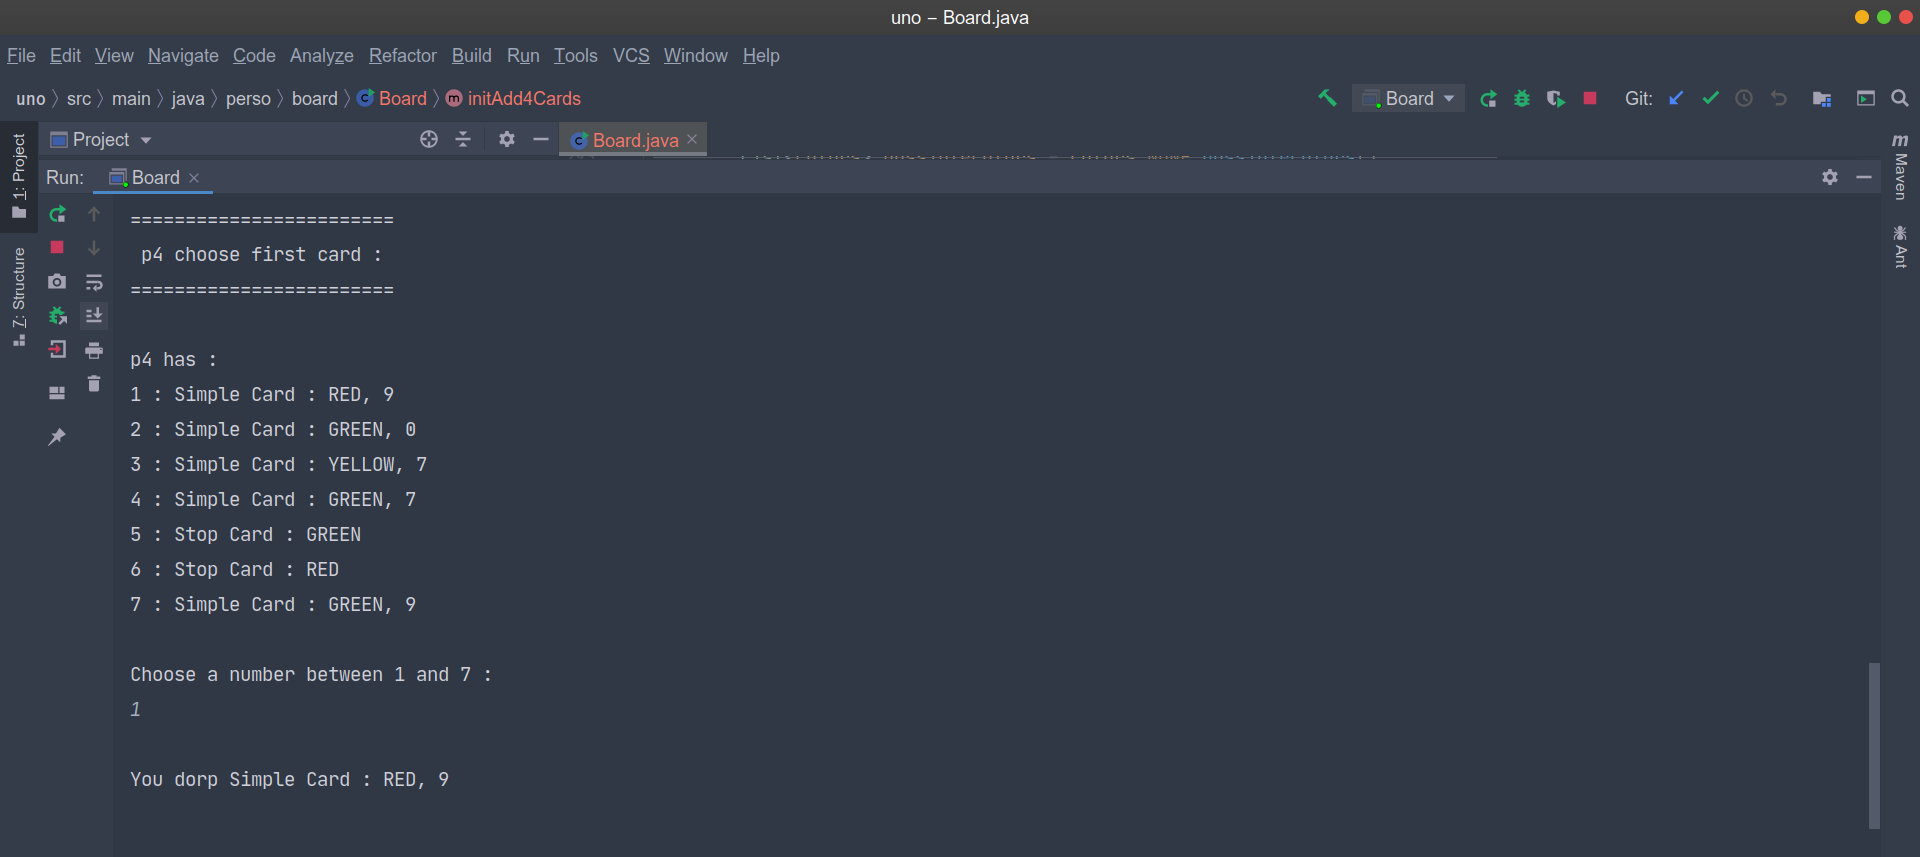 uno – Board.java
File Edit View Navigate Code Analyze Refactor Build Run Tools VCS Window Help
uno src main java perso board Board initAdd4Cards Board Git:
Project Board.java
Run: Board
1: Project
7: Structure
Maven
Ant
========================
p4 choose first card :
========================
p4 has :
1 : Simple Card : RED, 9
2 : Simple Card : GREEN, 0
3 : Simple Card : YELLOW, 7
4 : Simple Card : GREEN, 7
5 : Stop Card : GREEN
6 : Stop Card : RED
7 : Simple Card : GREEN, 9
Choose a number between 1 and 7 :
1
You dorp Simple Card : RED, 9